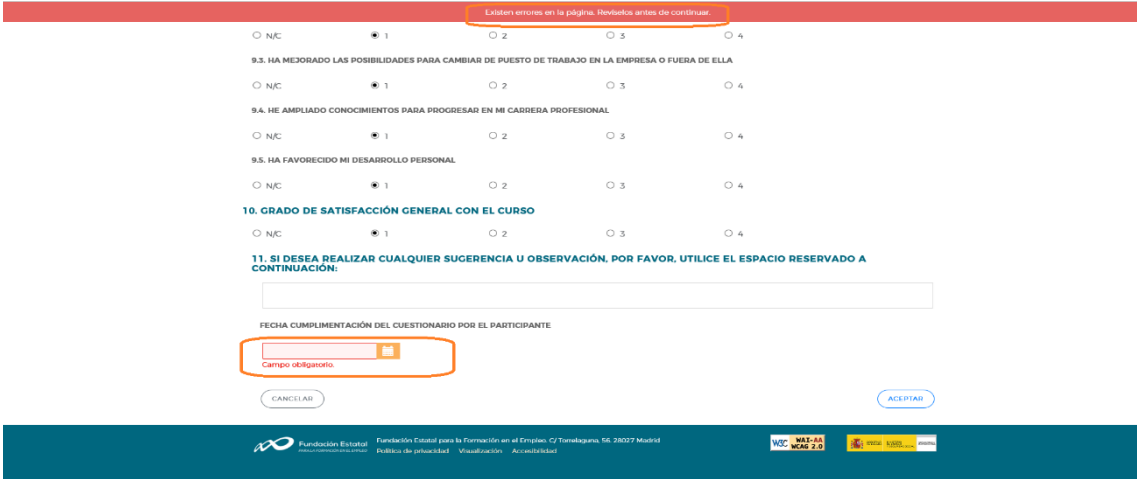 Existen errores en la página. Revíselos antes de continuar.
N/C 1 2 3 4
9.3. HA MEJORADO LAS POSIBILIDADES PARA CAMBIAR DE PUESTO DE TRABAJO EN LA EMPRESA O FUERA DE ELLA
N/C 1 2 3 4
9.4. HE AMPLIADO CONOCIMIENTOS PARA PROGRESAR EN MI CARRERA PROFESIONAL
N/C 1 2 3 4
9.5. HA FAVORECIDO MI DESARROLLO PERSONAL
N/C 1 2 3 4
10. GRADO DE SATISFACCIÓN GENERAL CON EL CURSO
N/C 1 2 3 4
11. SI DESEA REALIZAR CUALQUIER SUGERENCIA U OBSERVACIÓN, POR FAVOR, UTILICE EL ESPACIO RESERVADO A
CONTINUACIÓN:
FECHA CUMPLIMENTACIÓN DEL CUESTIONARIO POR EL PARTICIPANTE
Campo obligatorio.
CANCELAR ACEPTAR
Fundación Estatal
PARA LA FORMACIÓN EN EL EMPLEO
Fundación Estatal para la Formación en el Empleo. C/ Torrelaguna, 56. 28027 Madrid
Política de privacidad Visualización Accesibilidad
W3C WAI-AA
WCAG 2.0